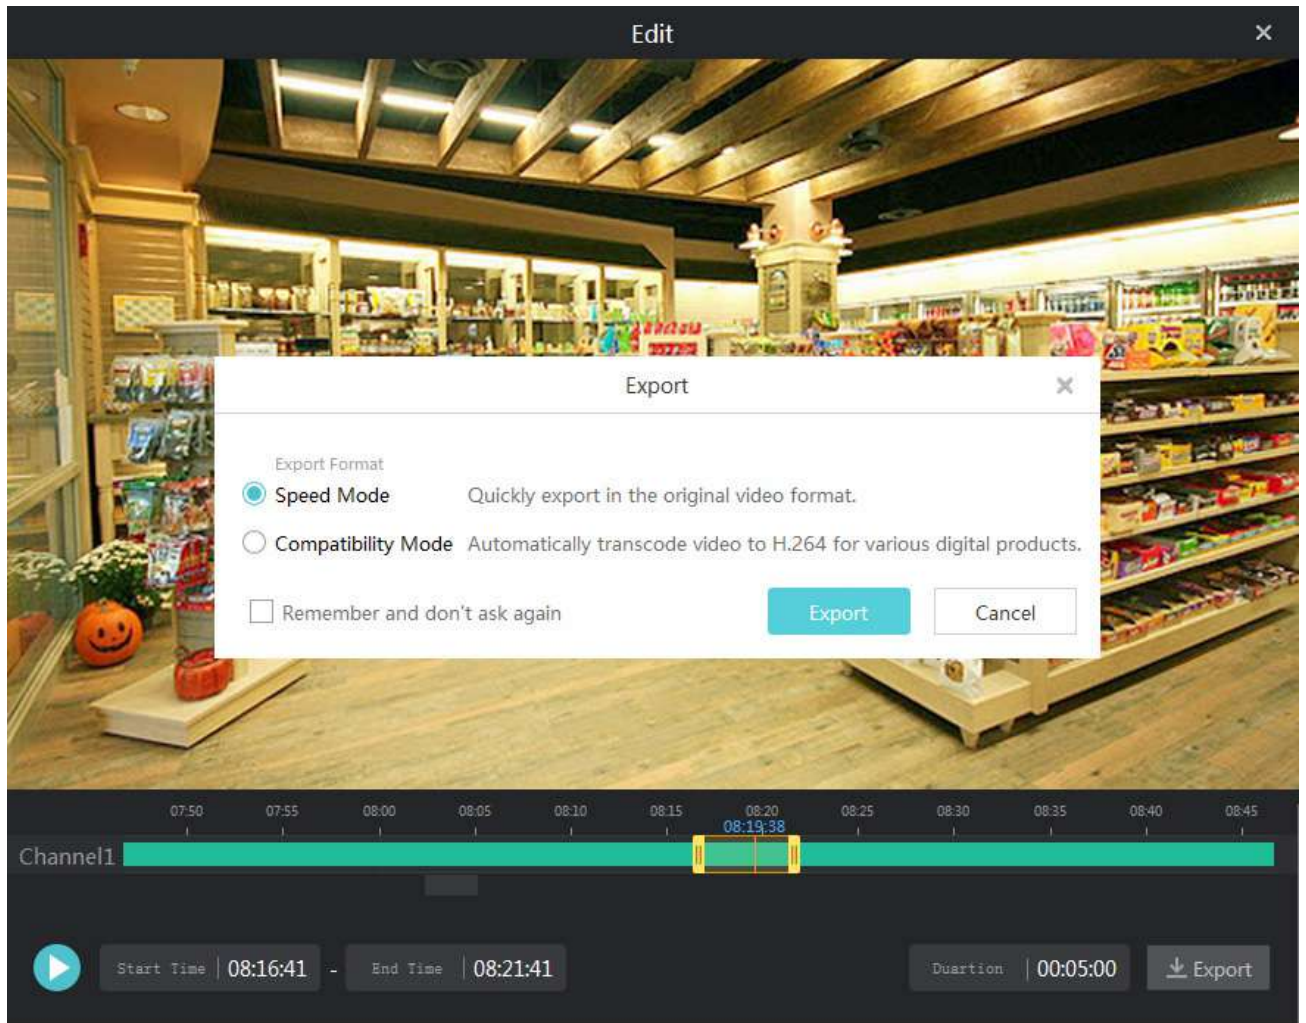 Edit
Export
Export Format
Speed Mode Quickly export in the original video format.
Compatibility Mode Automatically transcode video to H.264 for various digital products.
Remember and don't ask again Export Cancel
07:50 07:55 08:00 08:05 08:10 08:15 08:20 08:25 08:30 08:35 08:40 08:45
08:19:38
Channel1
Start Time 08:16:41 - End Time 08:21:41 Duartion 00:05:00 Export